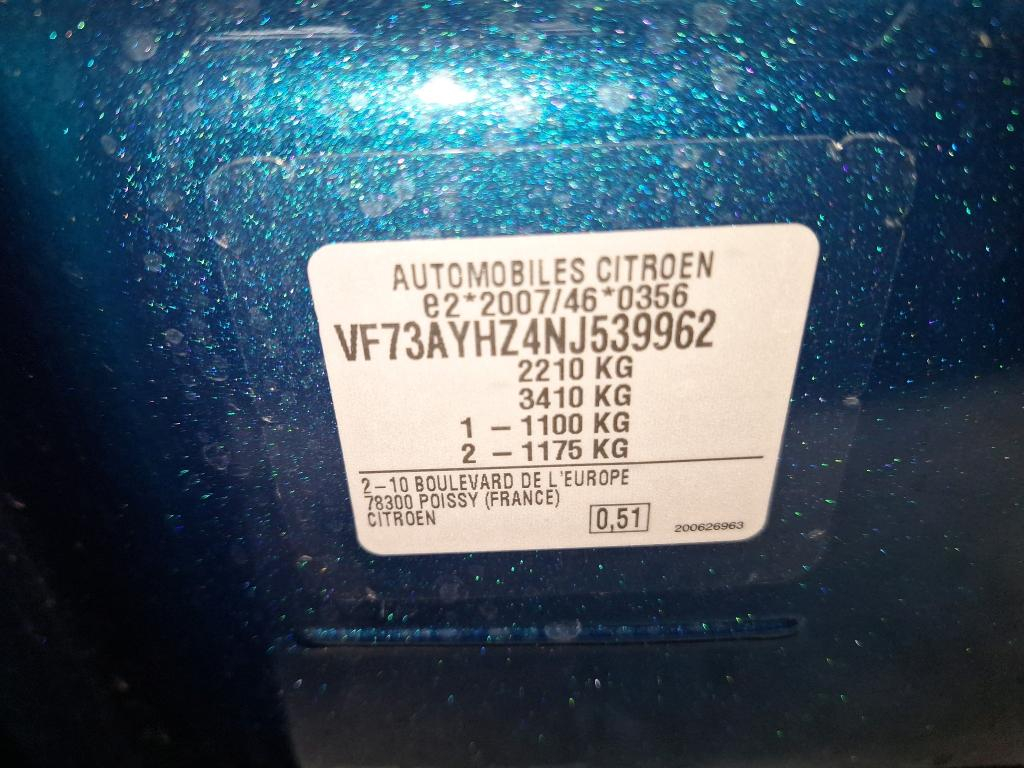 AUTOMOBILES CITROEN
e2*2007/46*0356
VF73AYHZ4NJ539962
2210 KG
3410 KG
1 – 1100 KG
2 – 1175 KG
2–10 BOULEVARD DE L'EUROPE
78300 POISSY (FRANCE)
CITROEN
0,51
200626963